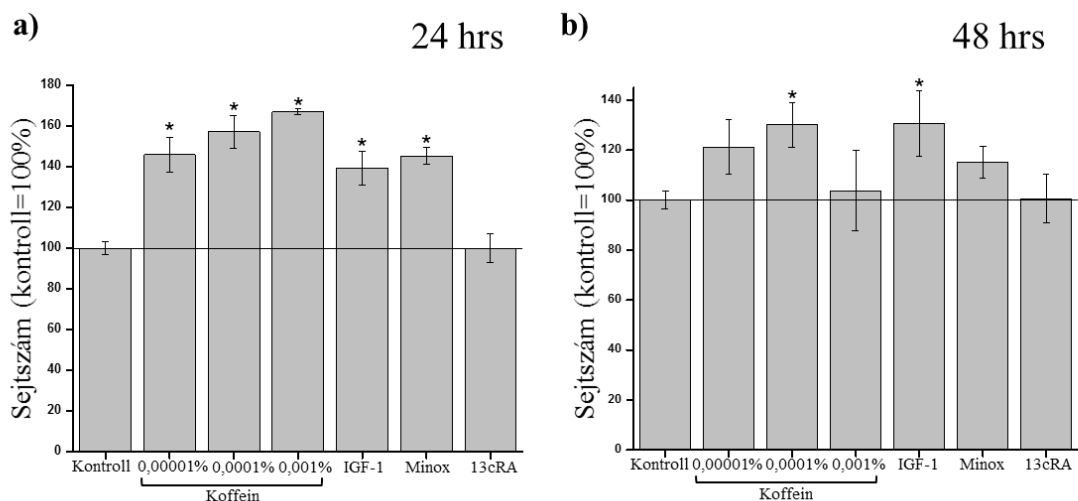 a)
24 hrs
Sejtszám (kontroll=100%)
180
160
140
120
100
80
60
40
20
0
* * * * *
Kontroll 0,00001% 0,0001% 0,001% IGF-1 Minox 13cRA
Koffein
b)
48 hrs
Sejtszám (kontroll=100%)
140
120
100
80
60
40
20
0
* *
Kontroll 0,00001% 0,0001% 0,001% IGF-1 Minox 13cRA
Koffein